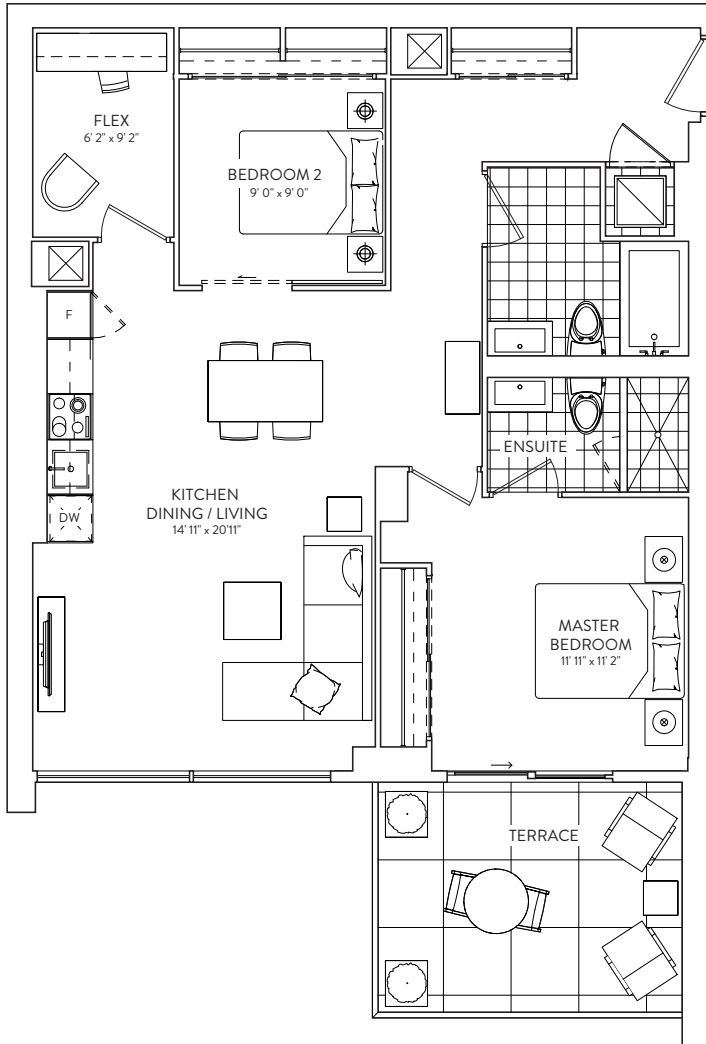 FLEX
6' 2" x 9' 2"
BEDROOM 2
9' 0" x 9' 0"
F
ENSUITE
KITCHEN
DINING / LIVING
14' 11" x 20'11"
DW
MASTER
BEDROOM
11' 11" x 11' 2"
TERRACE